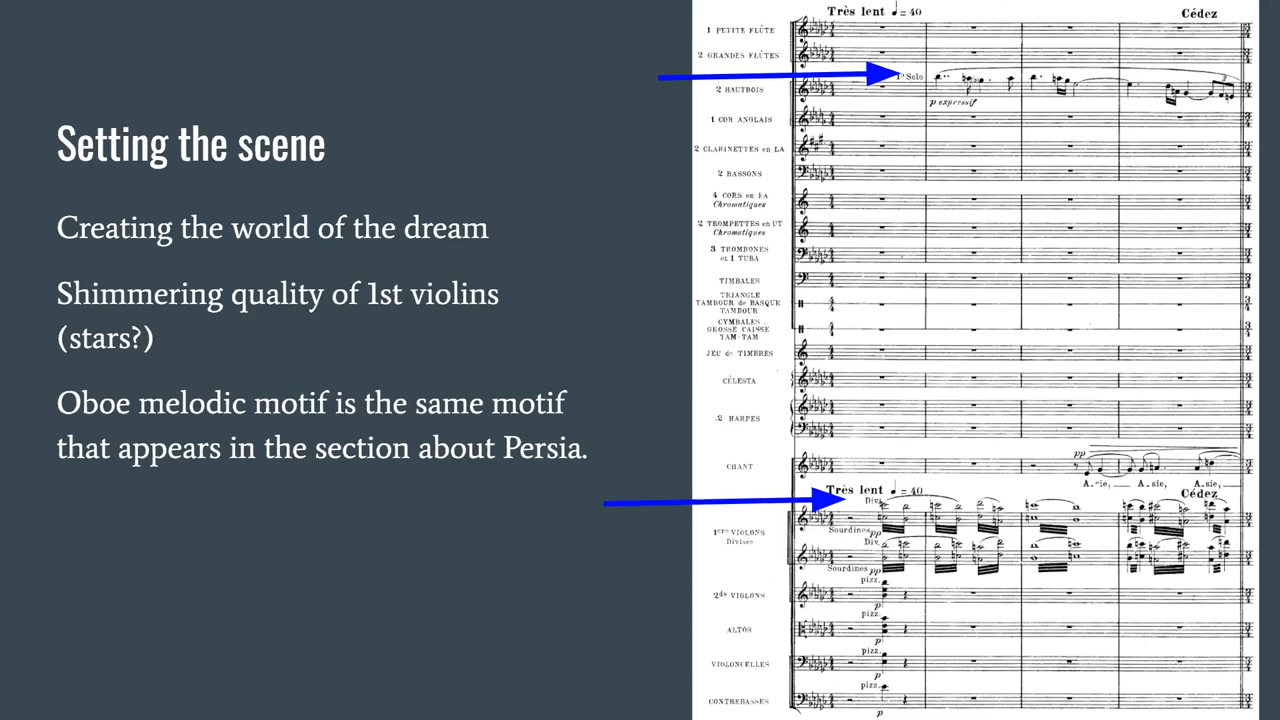 Setting the scene
Creating the world of the dream
Shimmering quality of 1st violins
(stars?)
Oboe melodic motif is the same motif
that appears in the section about Persia.
Très lent ♩= 40
Cédez
1 PETITE FLÛTE
2 GRANDES FLÛTES
1º Solo
2 HAUTBOIS
p expressif
3
1 COR ANGLAIS
2 CLARINETTES en LA
2 BASSONS
4 CORS en FA
Chromatiques
2 TROMPETTES en UT
Chromatiques
3 TROMBONES
et 1 TUBA
TIMBALES
TRIANGLE
TAMBOUR de BASQUE
TAMBOUR
CYMBALES
GROSSE CAISSE
TAM-TAM
JEU de TIMBRES
CÉLESTA
2 HARPES
pp
CHANT
A_sie, A_sie, A_sie,
Très lent ♩= 40
Cédez
Div.
1ers VIOLONS
Divisés
Sourdines pp
Div.
Sourdines pp
pizz.
2ds VIOLONS
p
pizz.
ALTOS
p
pizz.
VIOLONCELLES
p
pizz.
CONTREBASSES
p